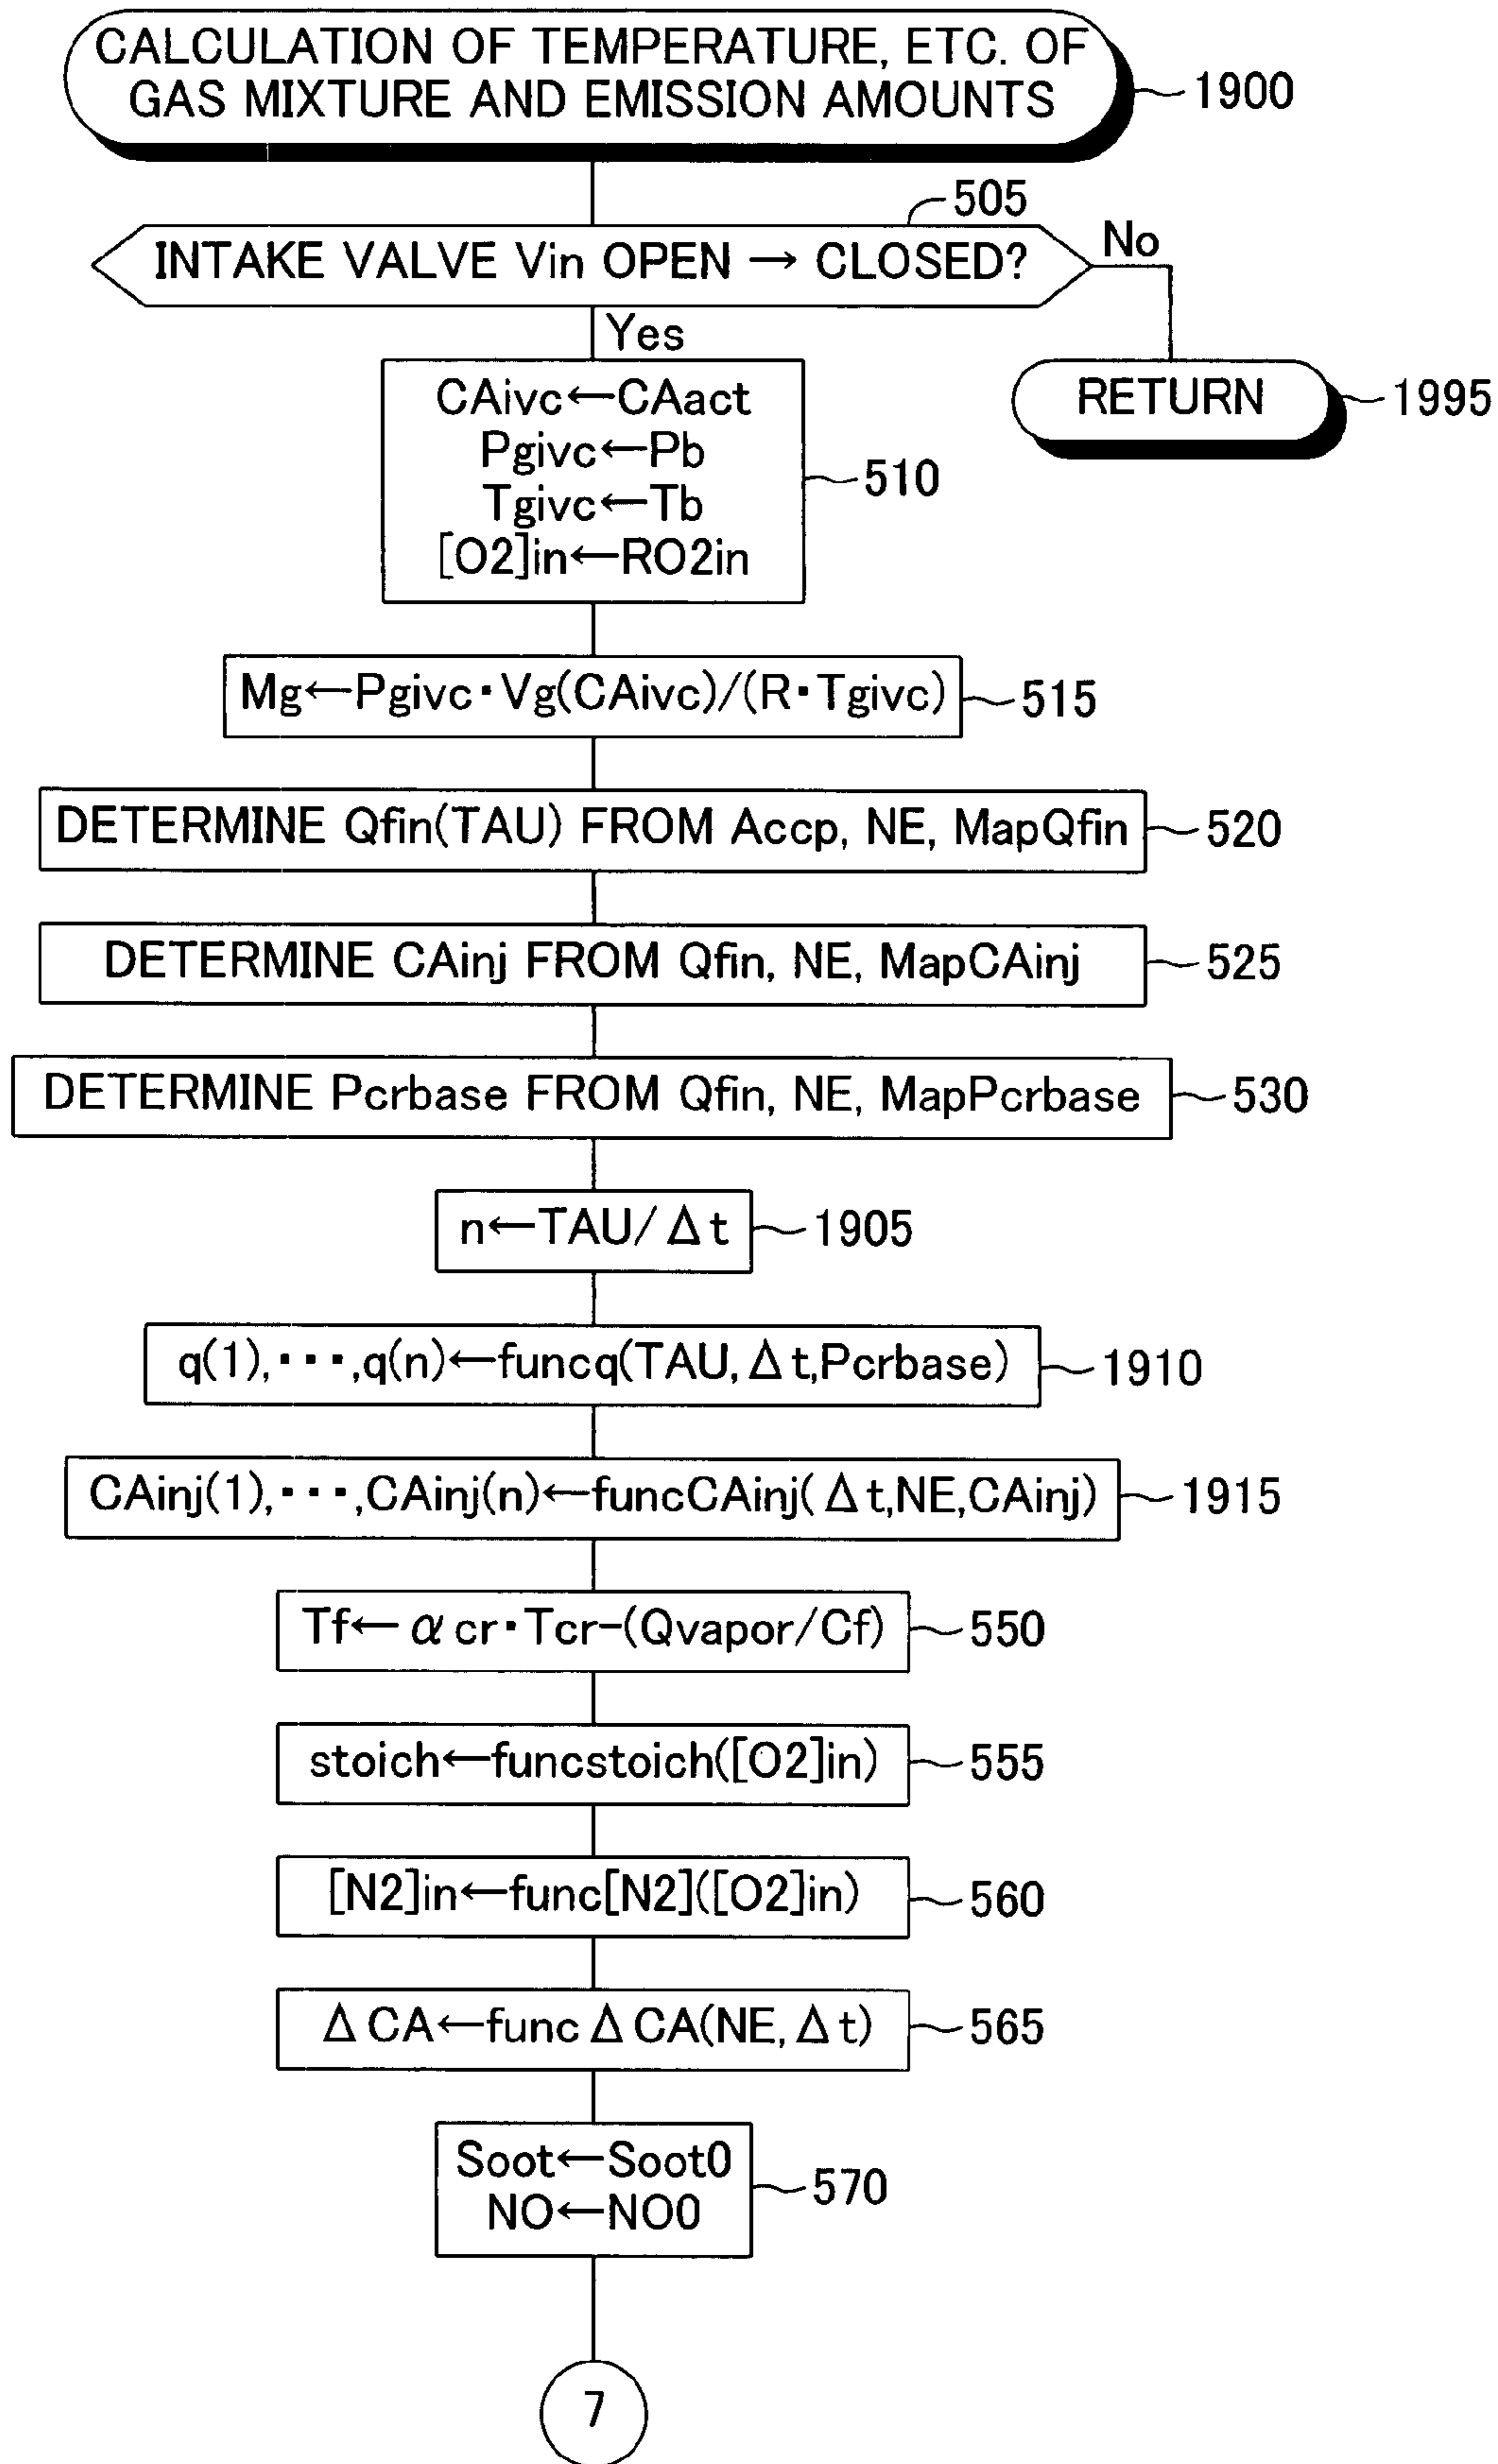 CALCULATION OF TEMPERATURE, ETC. OF
GAS MIXTURE AND EMISSION AMOUNTS
1900
505
INTAKE VALVE Vin OPEN → CLOSED?
No
Yes
RETURN
1995
CAivc←CAact
Pgivc←Pb
Tgivc←Tb
[O2]in←RO2in
510
Mg←Pgivc·Vg(CAivc)/(R·Tgivc)
515
DETERMINE Qfin(TAU) FROM Accp, NE, MapQfin
520
DETERMINE CAinj FROM Qfin, NE, MapCAinj
525
DETERMINE Pcrbase FROM Qfin, NE, MapPcrbase
530
n←TAU/Δt
1905
q(1),···,q(n)←funcq(TAU,Δt,Pcrbase)
1910
CAinj(1),···,CAinj(n)←funcCAinj(Δt,NE,CAinj)
1915
Tf←αcr·Tcr-(Qvapor/Cf)
550
stoich←funcstoich([O2]in)
555
[N2]in←func[N2]([O2]in)
560
ΔCA←funcΔCA(NE,Δt)
565
Soot←Soot0
NO←NO0
570
7